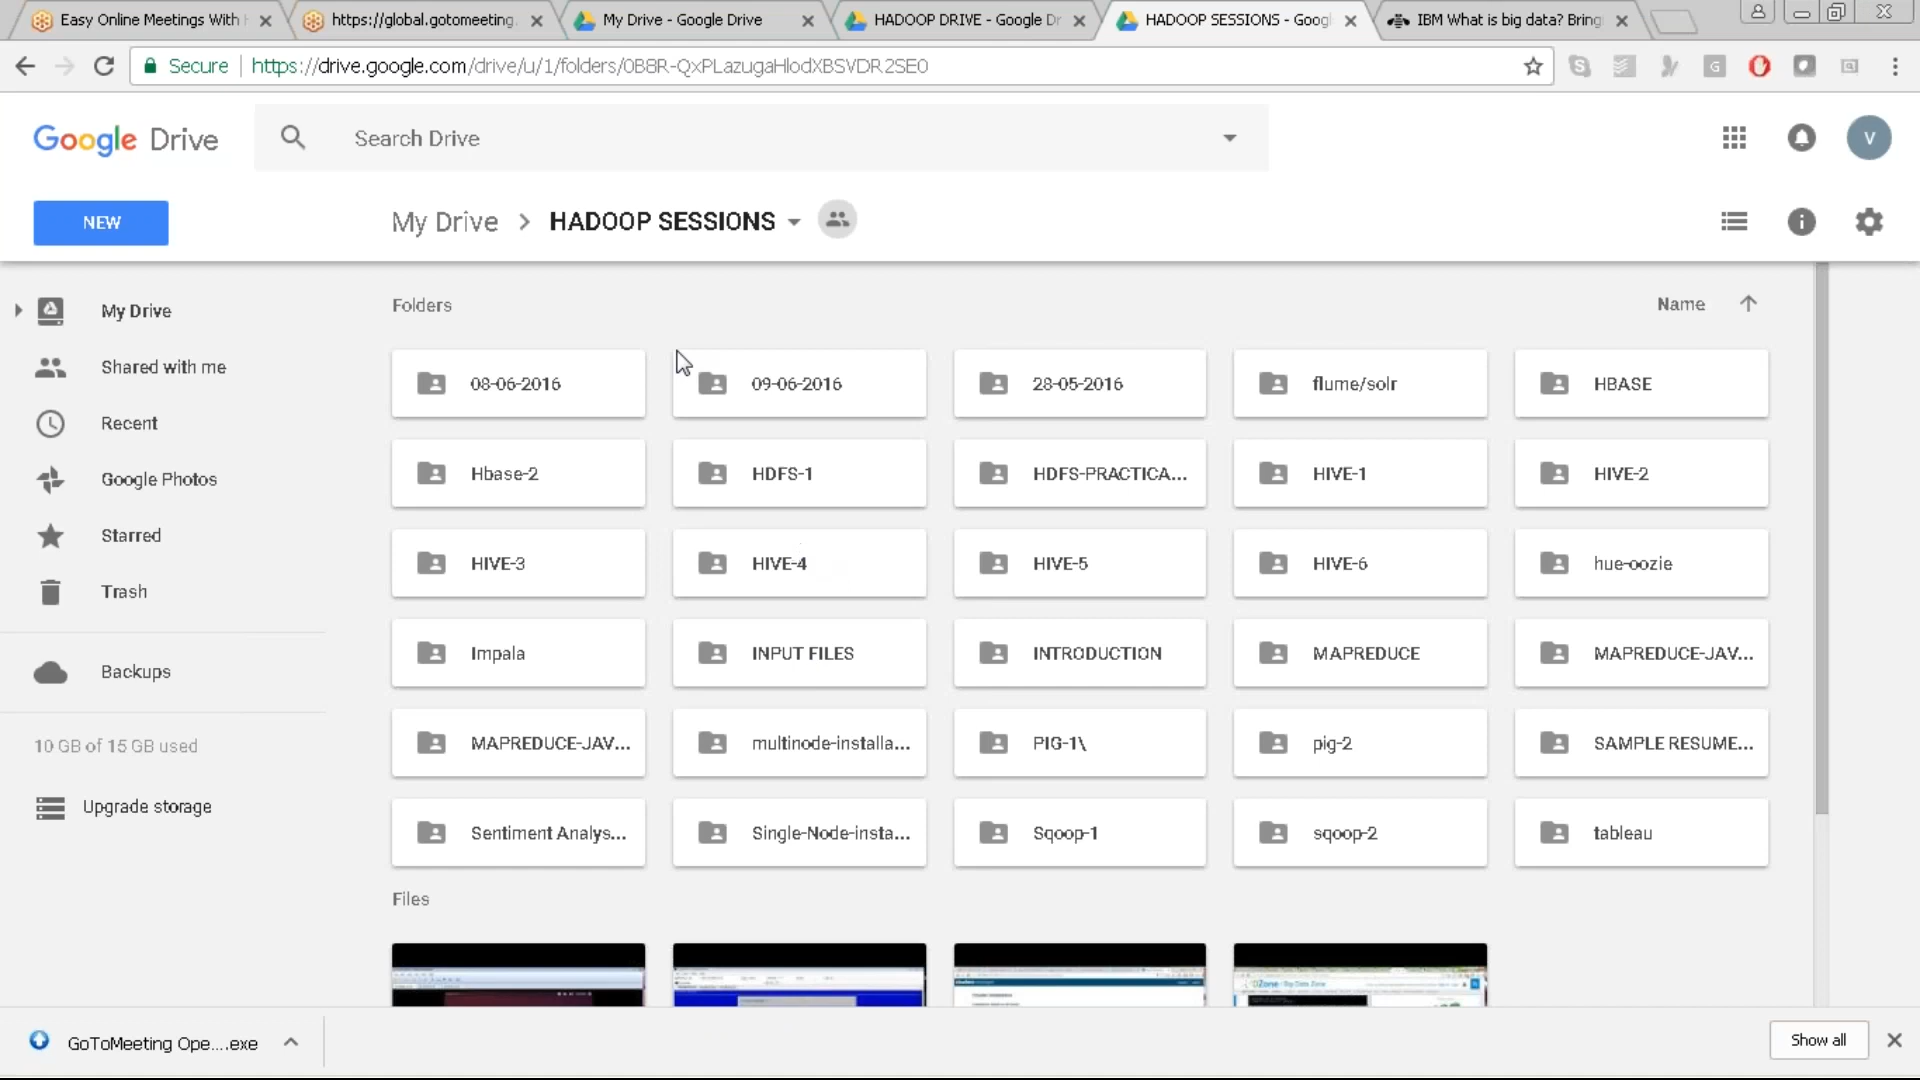 Easy Online Meetings With
https://global.gotomeeting.
My Drive - Google Drive
HADOOP DRIVE - Google Dr
HADOOP SESSIONS - Goog
IBM What is big data? Bring
Secure
https://drive.google.com/drive/u/1/folders/0B8R-QxPLazugaHlodXBSVDR2SE0
Google Drive
Search Drive
V
NEW
My Drive > HADOOP SESSIONS
My Drive
Shared with me
Recent
Google Photos
Starred
Trash
Backups
10 GB of 15 GB used
Upgrade storage
Folders
Name
08-06-2016
09-06-2016
28-05-2016
flume/solr
HBASE
Hbase-2
HDFS-1
HDFS-PRACTICA...
HIVE-1
HIVE-2
HIVE-3
HIVE-4
HIVE-5
HIVE-6
hue-oozie
Impala
INPUT FILES
INTRODUCTION
MAPREDUCE
MAPREDUCE-JAV...
MAPREDUCE-JAV...
multinode-installa...
PIG-1\
pig-2
SAMPLE RESUME...
Sentiment Analys...
Single-Node-insta...
Sqoop-1
sqoop-2
tableau
Files
GoToMeeting Ope....exe
Show all